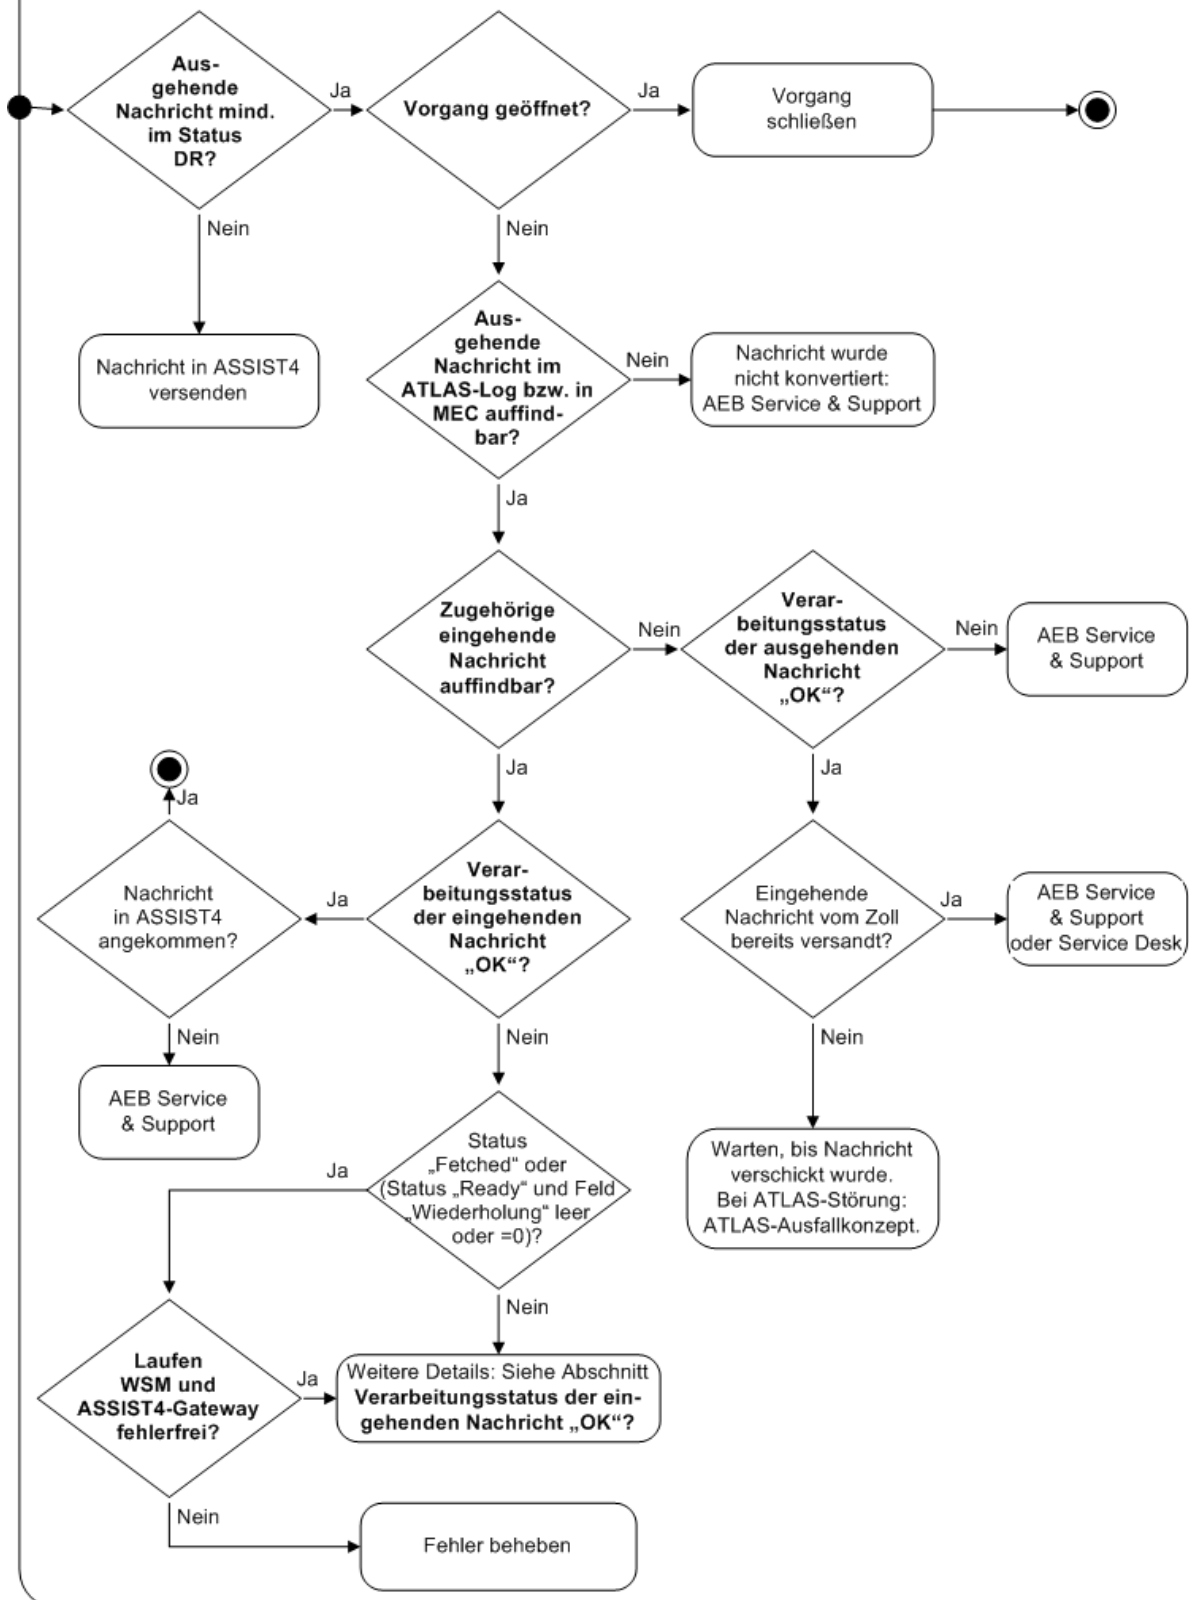 Aus-
gehende
Nachricht mind.
im Status
DR?
Ja
Vorgang geöffnet?
Ja
Vorgang
schließen
Nein
Nein
Nachricht in ASSIST4
versenden
Aus-
gehende
Nachricht im
ATLAS-Log bzw. in
MEC auffind-
bar?
Nein
Nachricht wurde
nicht konvertiert:
AEB Service & Support
Ja
Zugehörige
eingehende
Nachricht
auffindbar?
Nein
Verar-
beitungsstatus
der ausgehenden
Nachricht
„OK“?
Nein
AEB Service
& Support
Ja
Ja
Ja
Nachricht
in ASSIST4
angekommen?
Ja
Verar-
beitungsstatus
der eingehenden
Nachricht
„OK“?
Eingehende
Nachricht vom Zoll
bereits versandt?
Ja
AEB Service
& Support
oder Service Desk
Nein
Nein
Nein
AEB Service
& Support
Status
„Fetched“ oder
(Status „Ready“ und Feld
„Wiederholung“ leer
oder =0)?
Ja
Warten, bis Nachricht
verschickt wurde.
Bei ATLAS-Störung:
ATLAS-Ausfallkonzept.
Nein
Laufen
WSM und
ASSIST4-Gateway
fehlerfrei?
Ja
Weitere Details: Siehe Abschnitt
Verarbeitungsstatus der ein-
gehenden Nachricht „OK“?
Nein
Fehler beheben